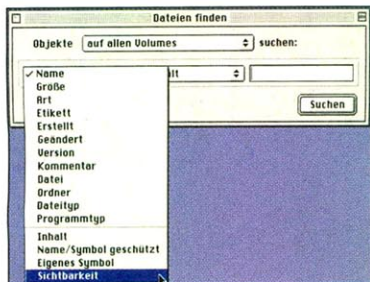 Dateien finden
Objekte auf allen Volumes suchen:
✓ Name
Größe
Art
Etikett
Erstellt
Geändert
Version
Kommentar
Datei
Ordner
Dateityp
Programmtyp
Inhalt
Name/Symbol geschützt
Eigenes Symbol
Sichtbarkeit
Suchen